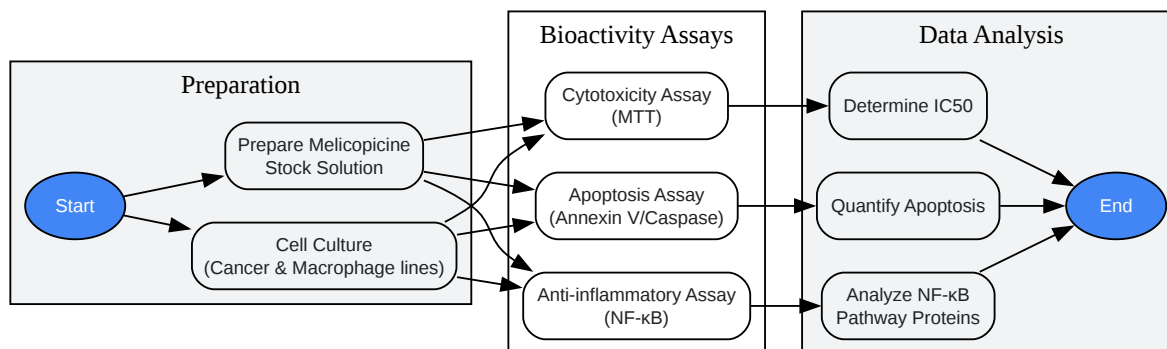 Preparation
Start
Prepare Melicopicine
Stock Solution
Cell Culture
(Cancer & Macrophage lines)
Bioactivity Assays
Cytotoxicity Assay
(MTT)
Apoptosis Assay
(Annexin V/Caspase)
Anti-inflammatory Assay
(NF-κB)
Data Analysis
Determine IC50
Quantify Apoptosis
Analyze NF-κB
Pathway Proteins
End